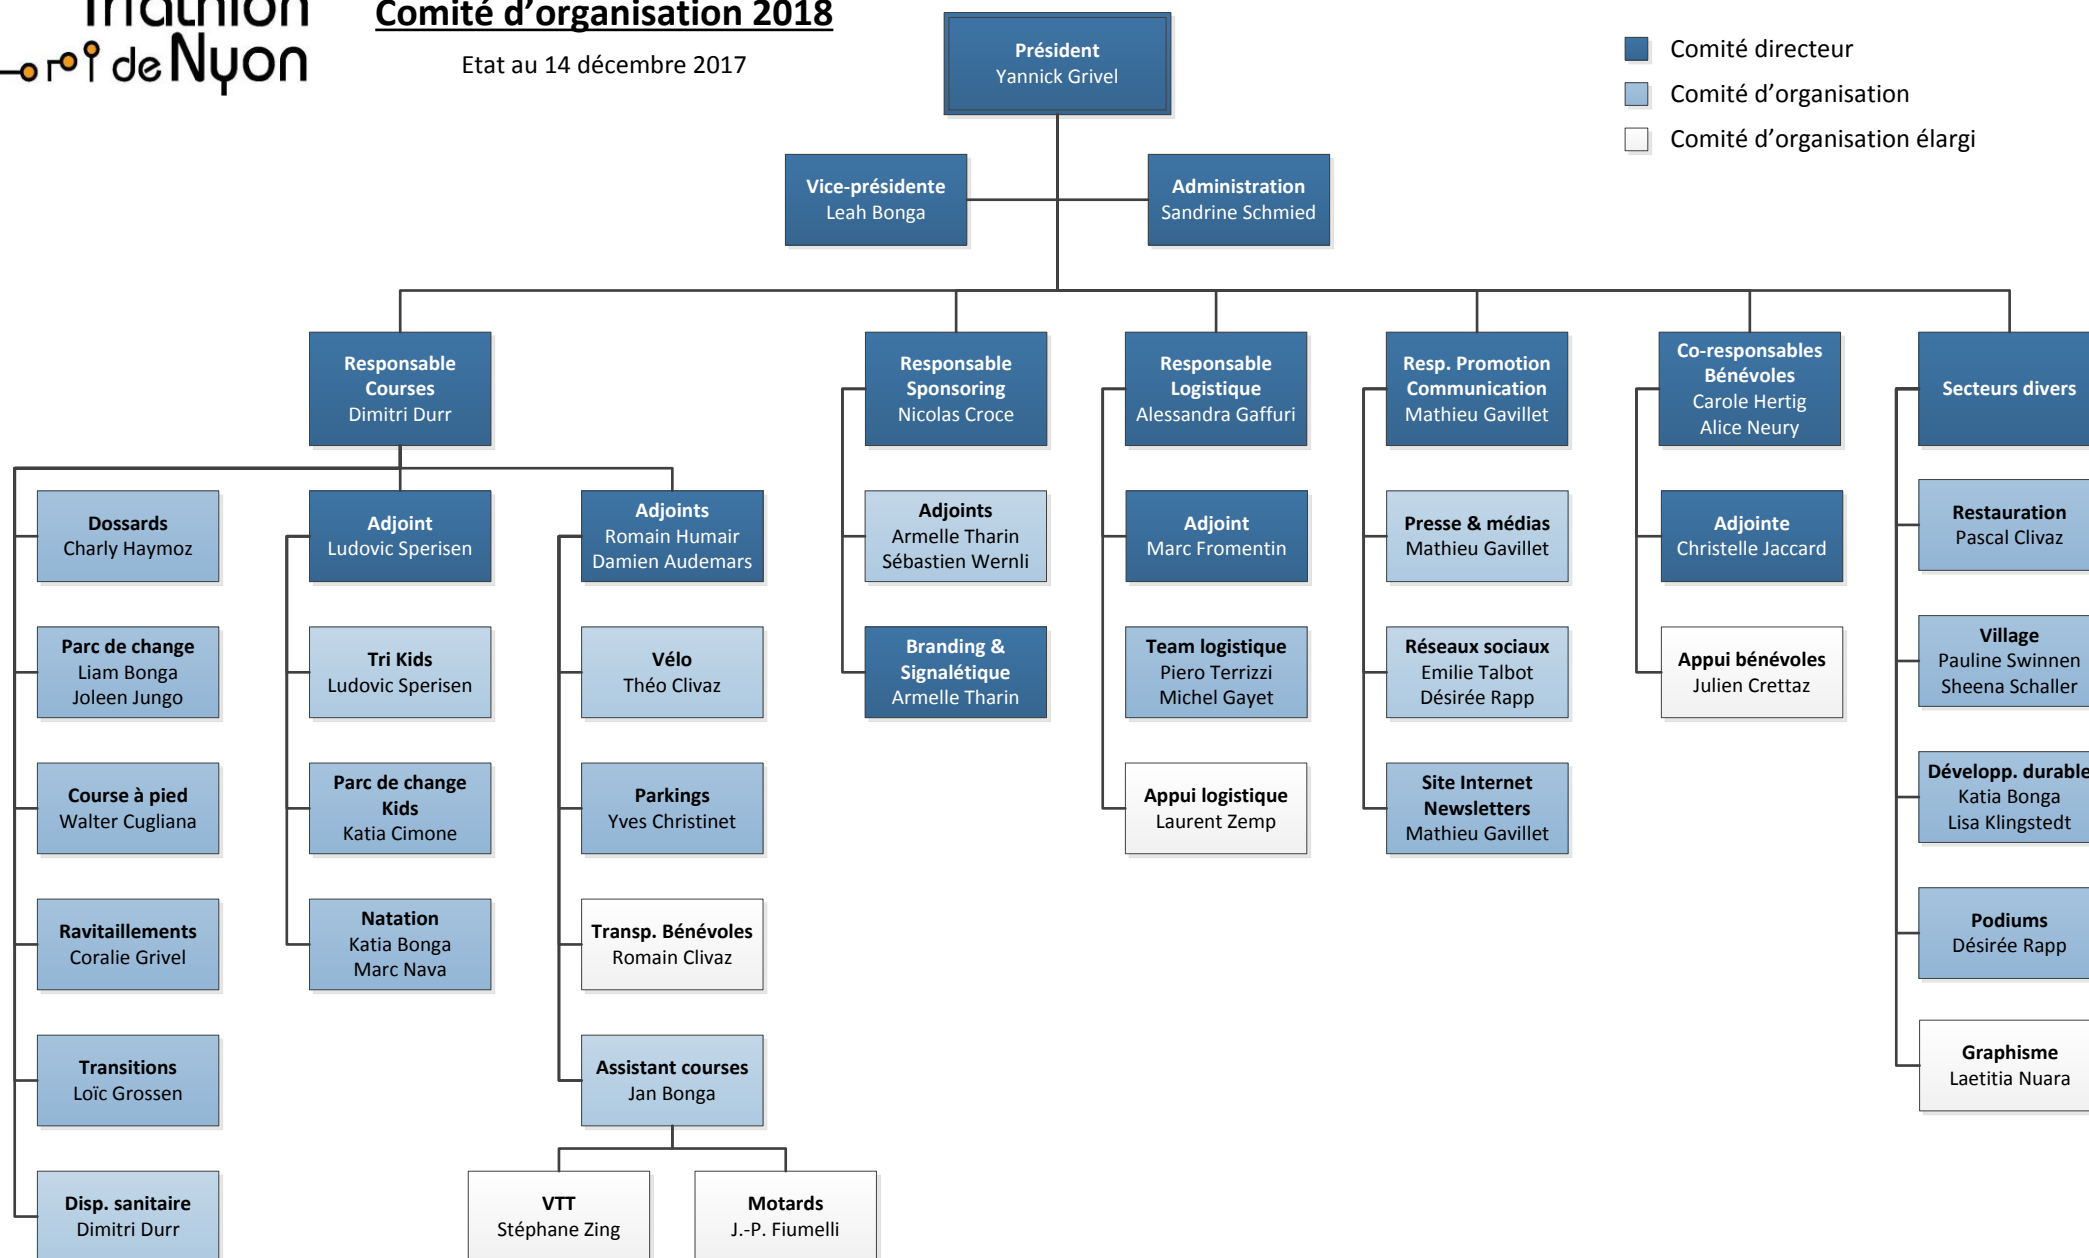 Triathlon
de Nyon
Comité d'organisation 2018
Etat au 14 décembre 2017
Président
Yannick Grivel
Comité directeur
Comité d'organisation
Comité d'organisation élargi
Vice-présidente
Leah Bonga
Administration
Sandrine Schmied
Responsable
Courses
Dimitri Durr
Responsable
Sponsoring
Nicolas Croce
Responsable
Logistique
Alessandra Gaffuri
Resp. Promotion
Communication
Mathieu Gavillet
Co-responsables
Bénévoles
Carole Hertig
Alice Neury
Secteurs divers
Dossards
Charly Haymoz
Adjoint
Ludovic Sperisen
Adjoints
Romain Humair
Damien Audemars
Adjoints
Armelle Tharin
Sébastien Wernli
Adjoint
Marc Fromentin
Presse & médias
Mathieu Gavillet
Adjointe
Christelle Jaccard
Restauration
Pascal Clivaz
Parc de change
Liam Bonga
Joleen Jungo
Tri Kids
Ludovic Sperisen
Vélo
Théo Clivaz
Branding &
Signalétique
Armelle Tharin
Team logistique
Piero Terrizzi
Michel Gayet
Réseaux sociaux
Emilie Talbot
Désirée Rapp
Appui bénévoles
Julien Crettaz
Village
Pauline Swinnen
Sheena Schaller
Course à pied
Walter Cugliana
Parc de change
Kids
Katia Cimone
Parkings
Yves Christinet
Appui logistique
Laurent Zemp
Site Internet
Newsletters
Mathieu Gavillet
Développ. durable
Katia Bonga
Lisa Klingstedt
Ravitaillements
Coralie Grivel
Natation
Katia Bonga
Marc Nava
Transp. Bénévoles
Romain Clivaz
Podiums
Désirée Rapp
Transitions
Loïc Grossen
Assistant courses
Jan Bonga
Graphisme
Laetitia Nuara
Disp. sanitaire
Dimitri Durr
VTT
Stéphane Zing
Motards
J.-P. Fiumelli